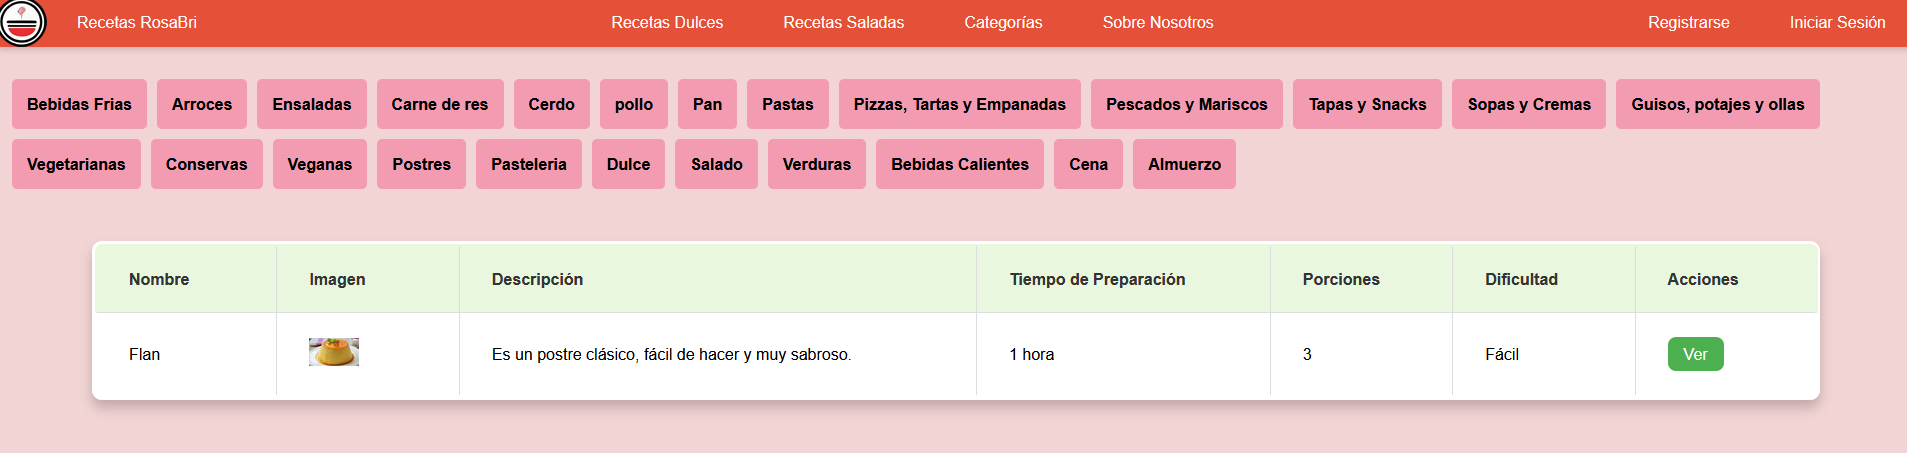 Recetas RosaBri Recetas Dulces Recetas Saladas Categorías Sobre Nosotros Registrarse Iniciar Sesión
Bebidas Frias Arroces Ensaladas Carne de res Cerdo pollo Pan Pastas Pizzas, Tartas y Empanadas Pescados y Mariscos Tapas y Snacks Sopas y Cremas Guisos, potajes y ollas
Vegetarianas Conservas Veganas Postres Pasteleria Dulce Salado Verduras Bebidas Calientes Cena Almuerzo
Nombre Imagen Descripción Tiempo de Preparación Porciones Dificultad Acciones
Flan Es un postre clásico, fácil de hacer y muy sabroso. 1 hora 3 Fácil Ver